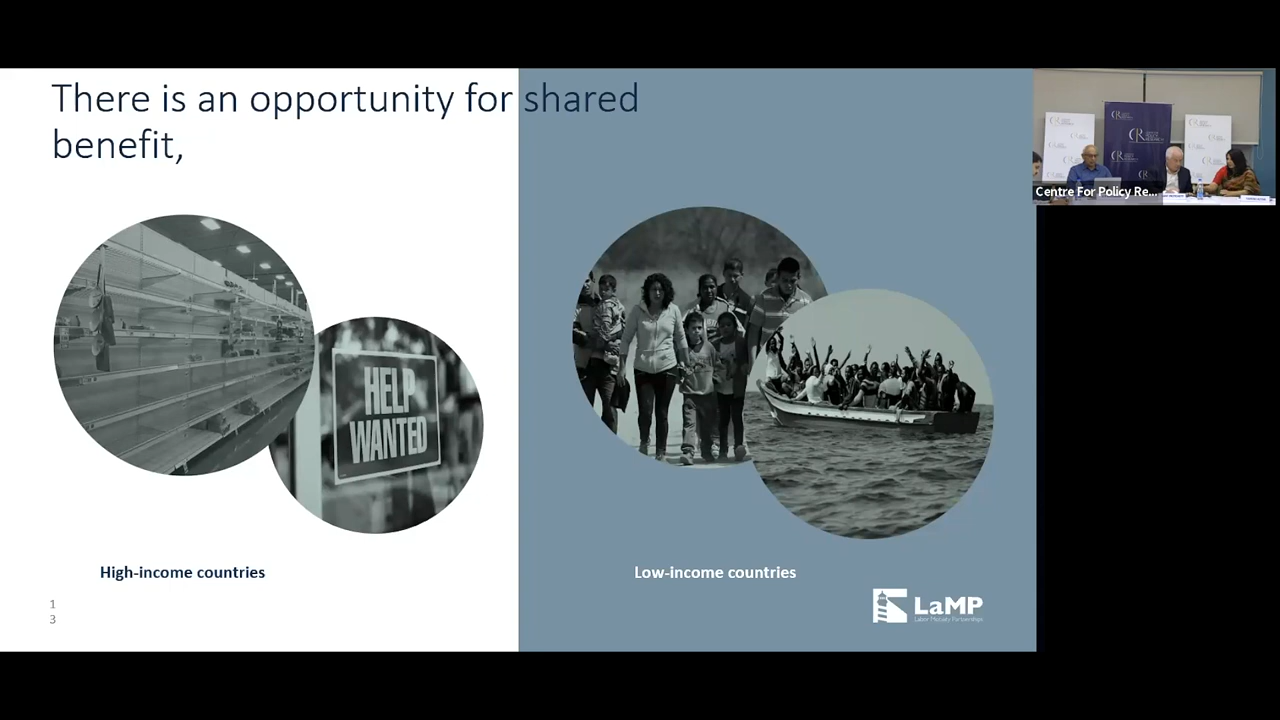 There is an opportunity for shared
benefit,
HELP
WANTED
High-income countries
Low-income countries
1
3
LaMP
Labor Mobility Partnerships
Centre For Policy Re...